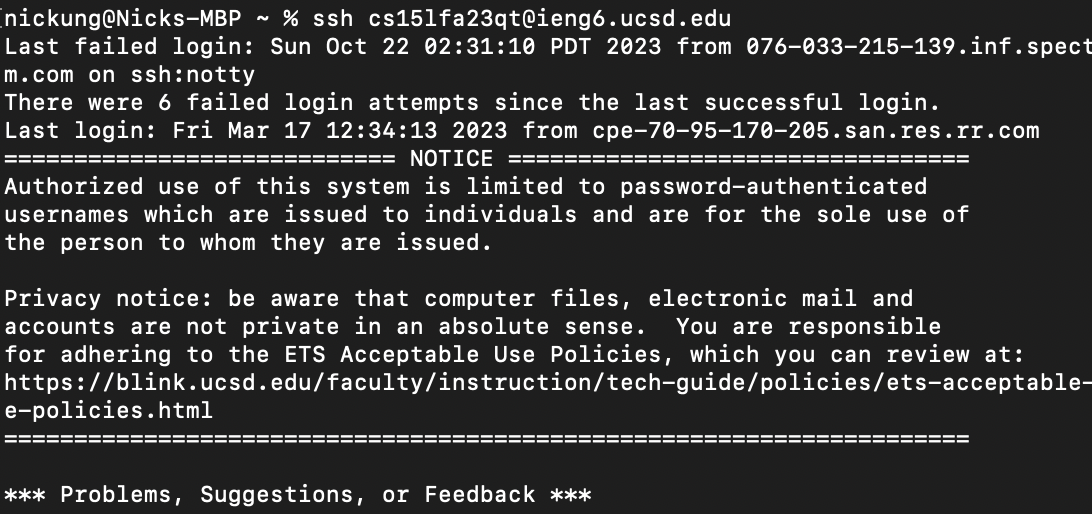 [nickung@Nicks-MBP ~ % ssh cs15lfa23qt@ieng6.ucsd.edu
Last failed login: Sun Oct 22 02:31:10 PDT 2023 from 076-033-215-139.inf.spect
m.com on ssh:notty
There were 6 failed login attempts since the last successful login.
Last login: Fri Mar 17 12:34:13 2023 from cpe-70-95-170-205.san.res.rr.com
============================ NOTICE =================================
Authorized use of this system is limited to password-authenticated
usernames which are issued to individuals and are for the sole use of
the person to whom they are issued.

Privacy notice: be aware that computer files, electronic mail and
accounts are not private in an absolute sense.  You are responsible
for adhering to the ETS Acceptable Use Policies, which you can review at:
https://blink.ucsd.edu/faculty/instruction/tech-guide/policies/ets-acceptable-
e-policies.html
=====================================================================

*** Problems, Suggestions, or Feedback ***